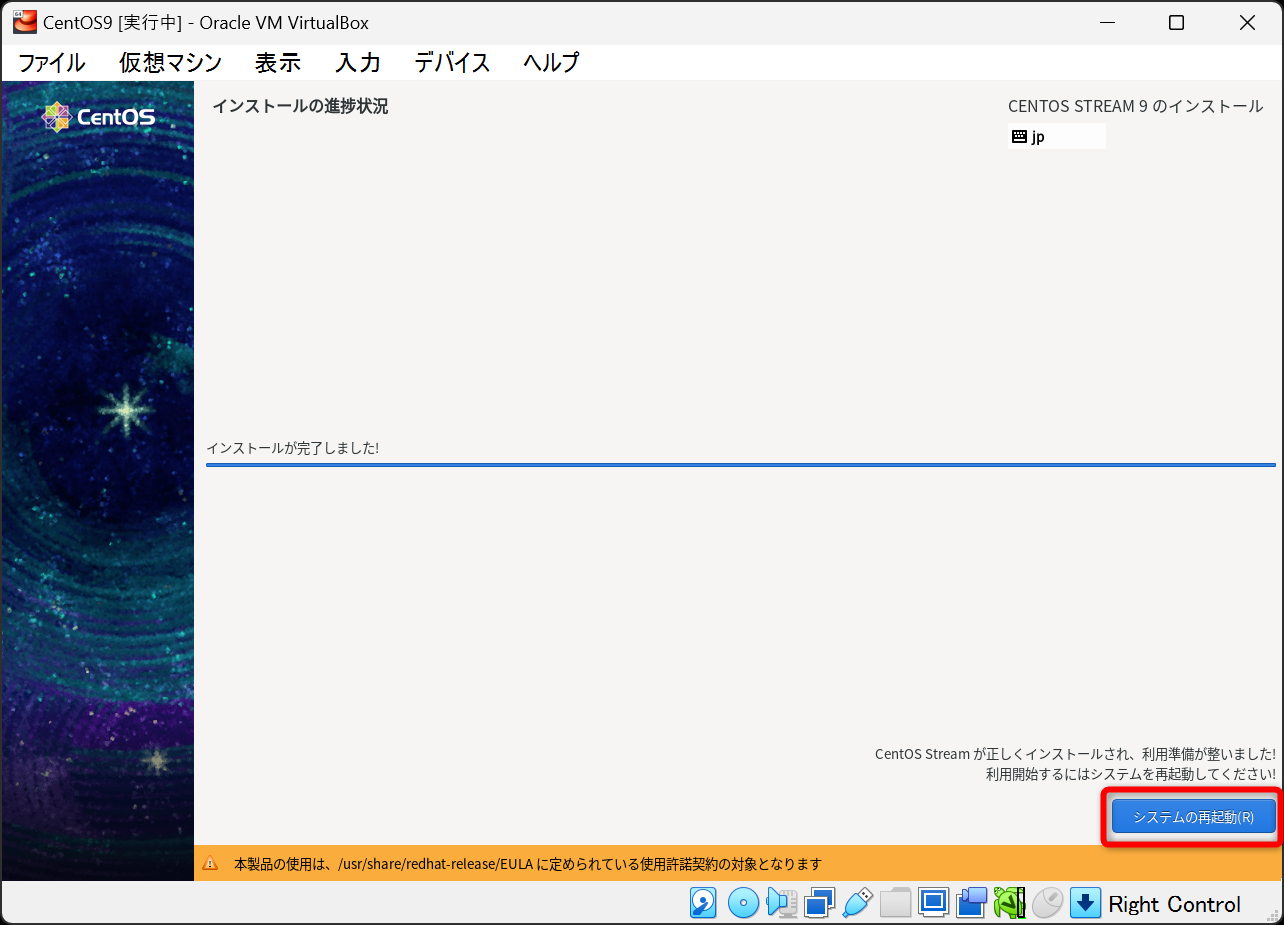 CentOS9 [実行中] - Oracle VM VirtualBox
ファイル 仮想マシン 表示 入力 デバイス ヘルプ
CentOS
インストールの進捗状況
CENTOS STREAM 9 のインストール
jp
インストールが完了しました!
CentOS Stream が正しくインストールされ、利用準備が整いました!
利用開始するにはシステムを再起動してください!
システムの再起動(R)
本製品の使用は、/usr/share/redhat-release/EULA に定められている使用許諾契約の対象となります
Right Control